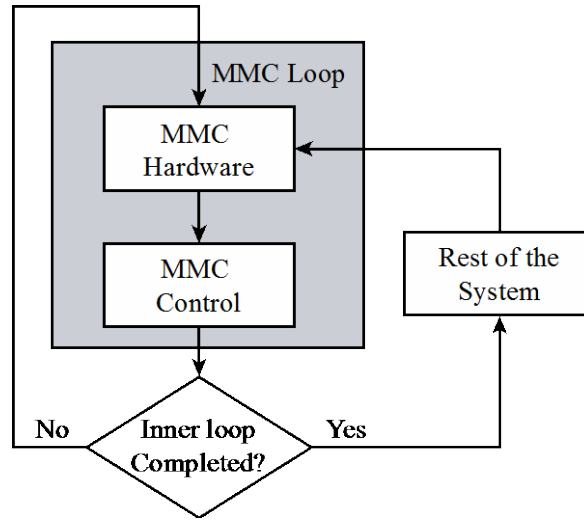 MMC Loop
MMC
Hardware
MMC
Control
Rest of the
System
No
Inner loop
Completed?
Yes